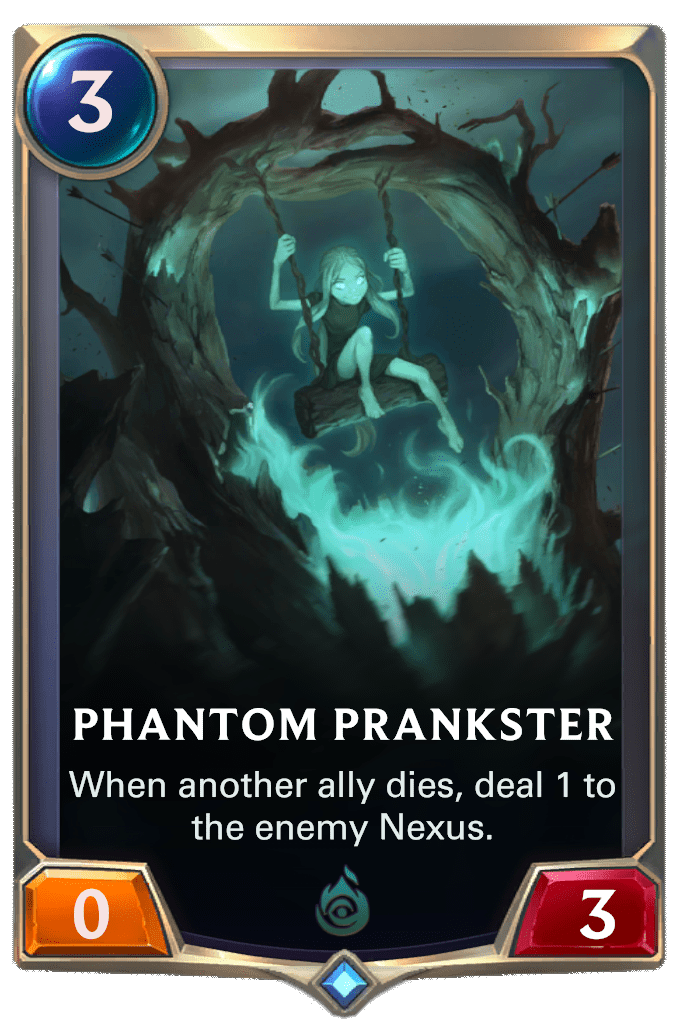 3
PHANTOM PRANKSTER
When another ally dies, deal 1 to
the enemy Nexus.
0
3